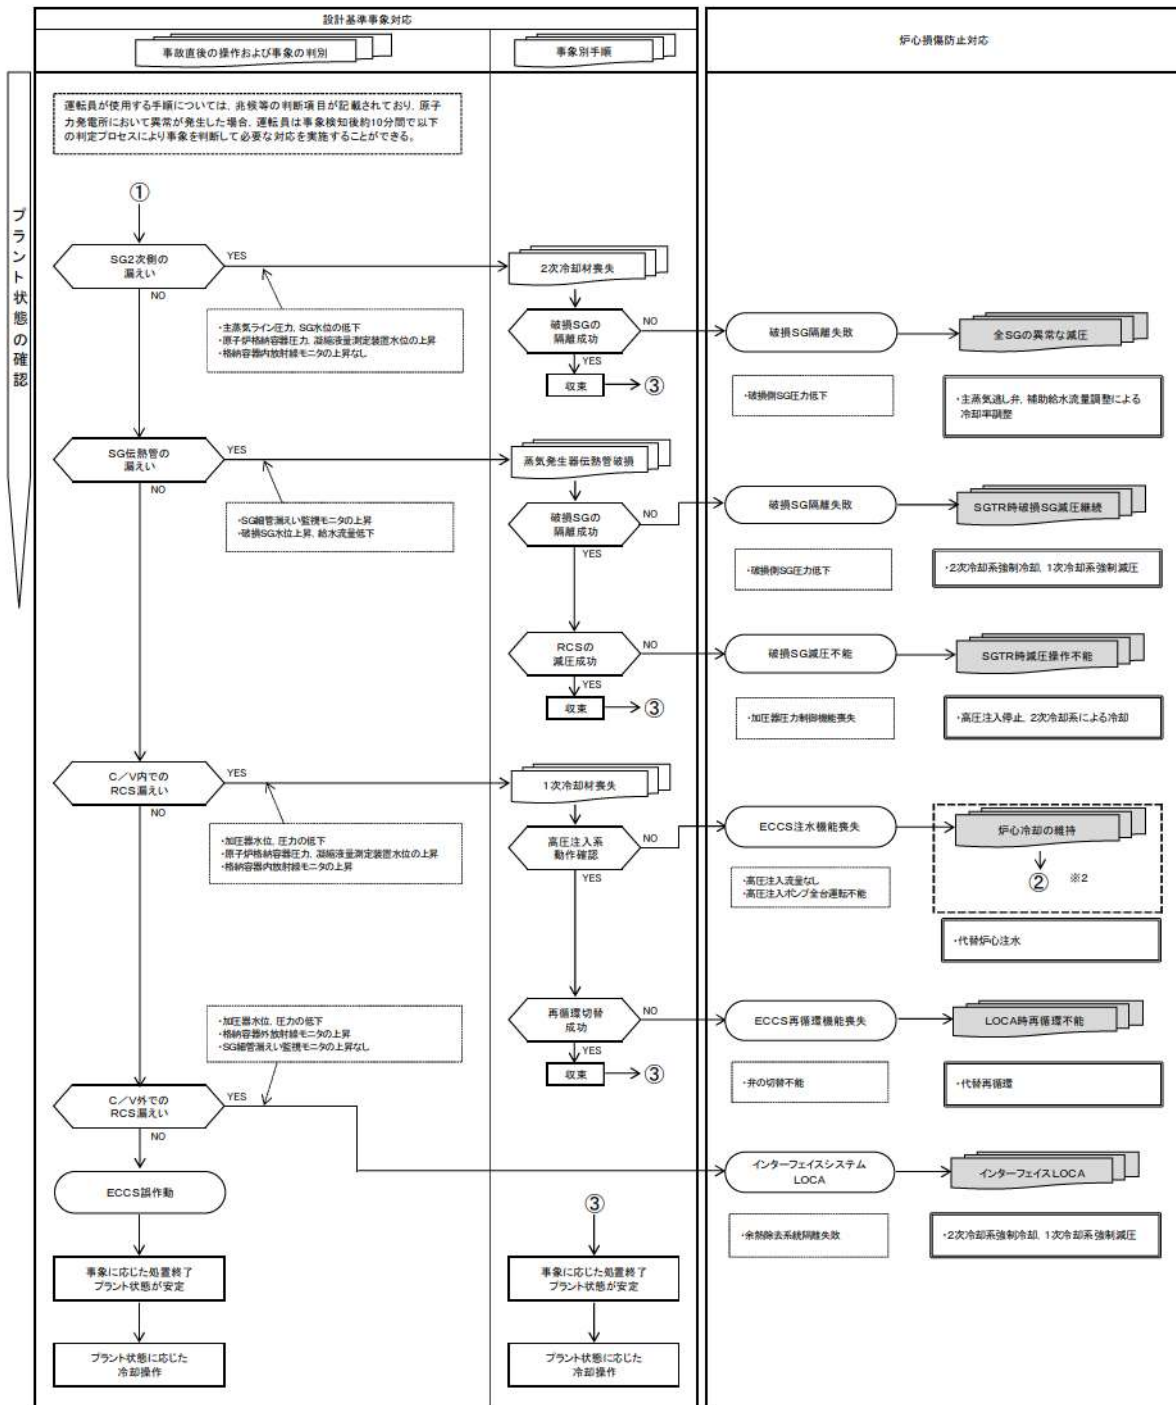 設計基準事象対応
炉心損傷防止対応
事故直後の操作および事象の判別
事象別手順
プラント状態の確認
運転員が使用する手順については、兆候等の判断項目が記載されており、原子
力発電所において異常が発生した場合、運転員は事象検知後約10分間で以下
の判定プロセスにより事象を判断して必要な対応を実施することができる。
①
SG2次側の
漏えい
YES
NO
2次冷却材喪失
・主蒸気ライン圧力、SG水位の低下
・原子炉格納容器圧力、凝縮液量測定装置水位の上昇
・格納容器内放射線モニタの上昇なし
破損SGの
隔離成功
NO
YES
収束
③
破損SG隔離失敗
全SGの異常な減圧
・破損側SG圧力低下
・主蒸気逃し弁、補助給水流量調整による
冷却率調整
SG伝熱管の
漏えい
YES
NO
蒸気発生器伝熱管破損
・SG細管漏えい監視モニタの上昇
・破損SG水位上昇、給水流量低下
破損SGの
隔離成功
NO
YES
破損SG隔離失敗
SGTR時破損SG減圧継続
・破損側SG圧力低下
・2次冷却系強制冷却、1次冷却系強制減圧
RCSの
減圧成功
NO
YES
収束
③
破損SG減圧不能
SGTR時減圧操作不能
・加圧器圧力制御機能喪失
・高圧注入停止、2次冷却系による冷却
C/V内での
RCS漏えい
YES
NO
1次冷却材喪失
・加圧器水位、圧力の低下
・原子炉格納容器圧力、凝縮液量測定装置水位の上昇
・格納容器内放射線モニタの上昇
高圧注入系
動作確認
NO
YES
ECCS注水機能喪失
炉心冷却の維持
② ※2
・高圧注入流量なし
・高圧注入ポンプ全台運転不能
・代替炉心注水
・加圧器水位、圧力の低下
・格納容器外放射線モニタの上昇
・SG細管漏えい監視モニタの上昇なし
再循環切替
成功
NO
YES
収束
③
ECCS再循環機能喪失
LOCA時再循環不能
・弁の切替不能
・代替再循環
C/V外での
RCS漏えい
YES
NO
インターフェイスシステム
LOCA
インターフェイスLOCA
・余熱除去系統隔離失敗
・2次冷却系強制冷却、1次冷却系強制減圧
ECCS誤作動
事象に応じた処置終了
プラント状態が安定
プラント状態に応じた
冷却操作
③
事象に応じた処置終了
プラント状態が安定
プラント状態に応じた
冷却操作